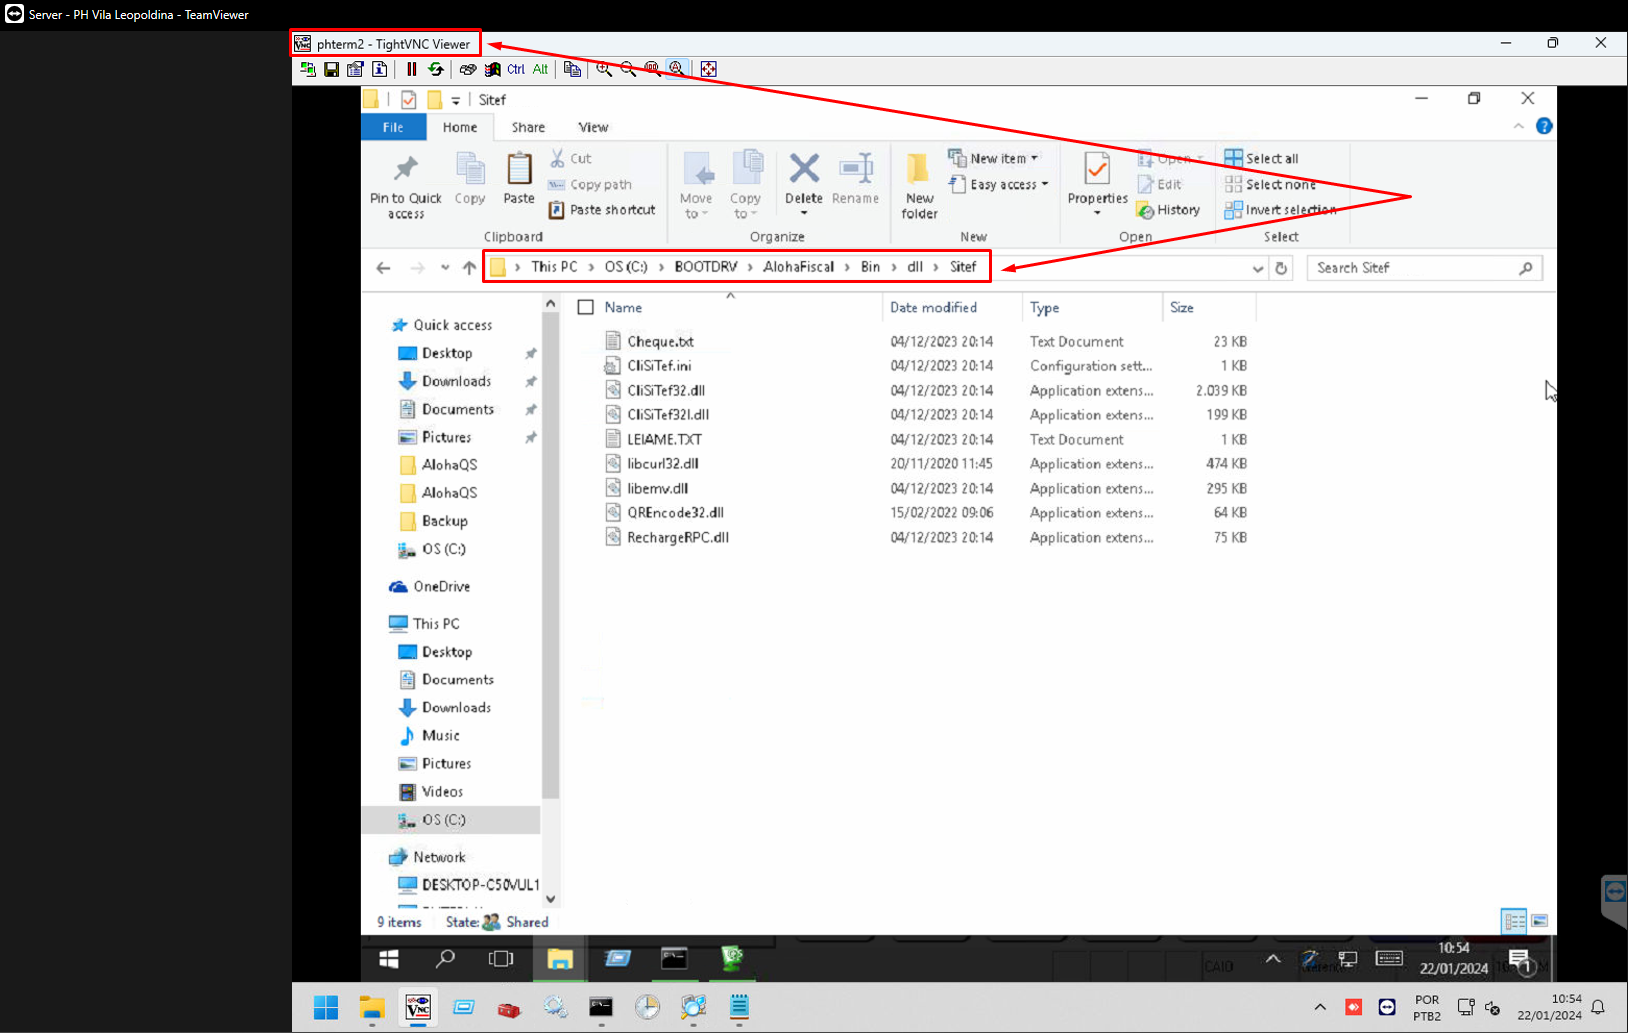 Server - PH Vila Leopoldina - TeamViewer
phterm2 - TightVNC Viewer
Ctrl Alt
Sitef
File Home Share View
Pin to Quick access
Copy
Paste
Cut
Copy path
Paste shortcut
Clipboard
Move to
Copy to
Delete
Rename
Organize
New folder
New item
Easy access
New
Properties
Open
Edit
History
Open
Select all
Select none
Invert selection
Select
This PC > OS (C:) > BOOTDRV > AlohaFiscal > Bin > dll > Sitef
Search Sitef
Name Date modified Type Size
Cheque.txt 04/12/2023 20:14 Text Document 23 KB
CliSiTef.ini 04/12/2023 20:14 Configuration sett... 1 KB
CliSiTef32.dll 04/12/2023 20:14 Application extens... 2.039 KB
CliSiTef32I.dll 04/12/2023 20:14 Application extens... 199 KB
LEIAME.TXT 04/12/2023 20:14 Text Document 1 KB
libcurl32.dll 20/11/2020 11:45 Application extens... 474 KB
libemv.dll 04/12/2023 20:14 Application extens... 295 KB
QREncode32.dll 15/02/2022 09:06 Application extens... 64 KB
RechargeRPC.dll 04/12/2023 20:14 Application extens... 75 KB
Quick access
Desktop
Downloads
Documents
Pictures
AlohaQS
AlohaQS
Backup
OS (C:)
OneDrive
This PC
Desktop
Documents
Downloads
Music
Pictures
Videos
OS (C:)
Network
DESKTOP-C50VUL1
9 items State: Shared
CAIO
10:54
22/01/2024
1
POR
PTB2
10:54
22/01/2024